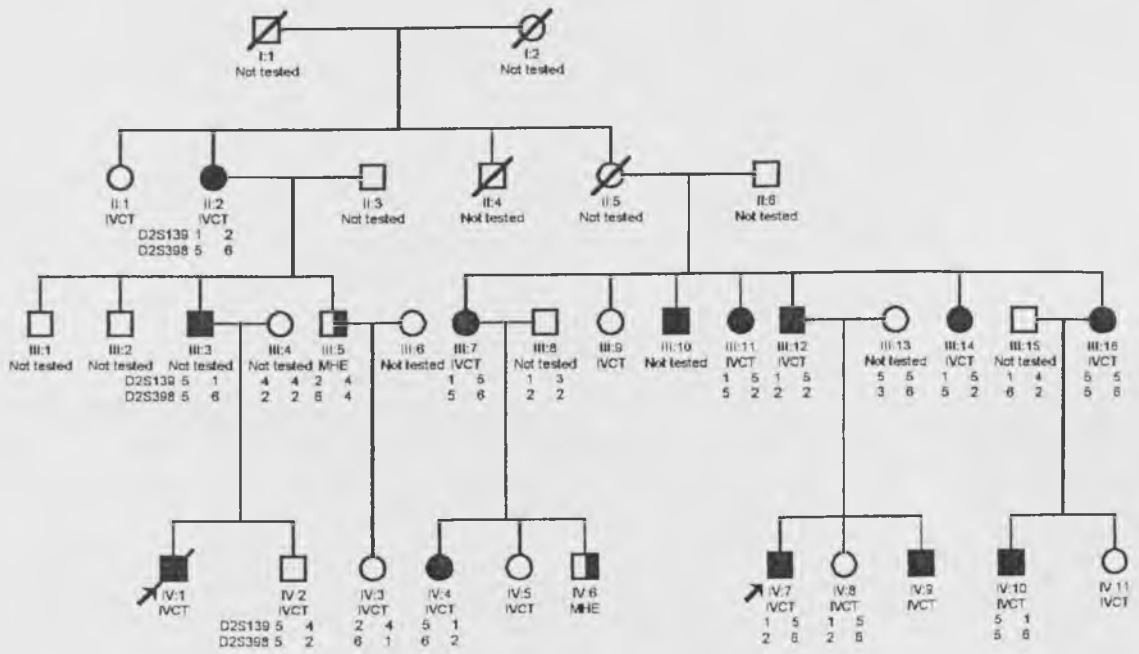 I:1 I:2
Not tested Not tested
II:1 II:2 II:3 II:4 II:5 II:6
IVCT IVCT Not tested Not tested Not tested Not tested
D2S139 1 2
D2S398 5 6
III:1 III:2 III:3 III:4 III:5 III:6 III:7 III:8 III:9 III:10 III:11 III:12 III:13 III:14 III:15 III:16
Not tested Not tested Not tested Not tested MHE Not tested IVCT Not tested IVCT Not tested IVCT IVCT Not tested IVCT Not tested IVCT
D2S139 5 1 4 4 2 4 1 5 1 3 1 5 1 5 5 5 1 5 1 4 5 5
D2S398 5 6 2 2 6 4 5 6 2 2 5 2 2 2 3 6 5 2 6 2 5 6
IV:1 IV:2 IV:3 IV:4 IV:5 IV:6 IV:7 IV:8 IV:9 IV:10 IV:11
IVCT IVCT IVCT IVCT IVCT MHE IVCT IVCT IVCT IVCT IVCT
D2S139 5 4 2 4 5 1 1 5 1 5 5 1
D2S398 5 2 6 1 6 2 2 6 2 6 5 6